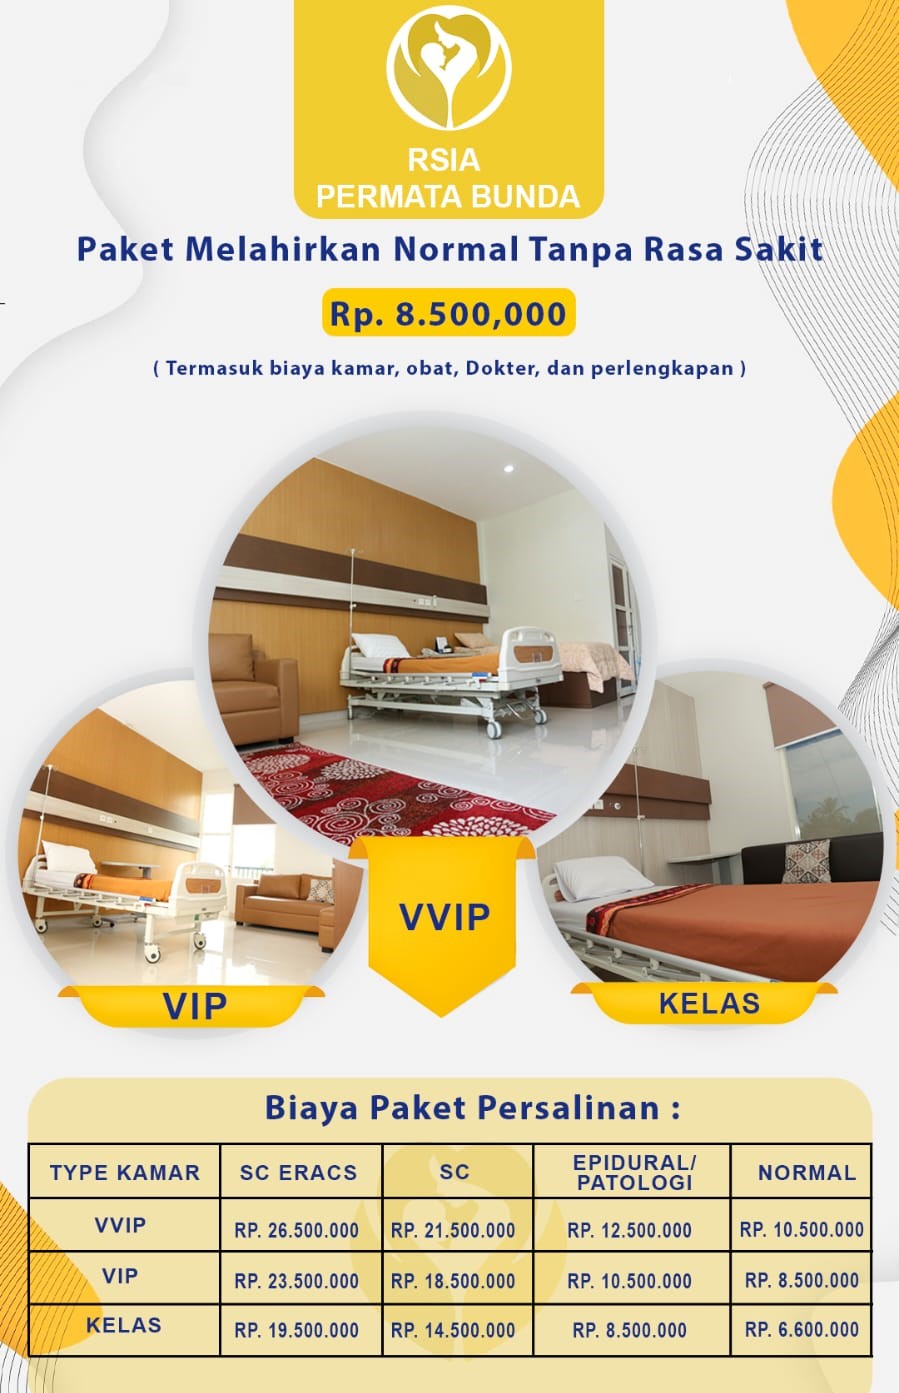 RSIA
PERMATA BUNDA
Paket Melahirkan Normal Tanpa Rasa Sakit
Rp. 8.500,000
( Termasuk biaya kamar, obat, Dokter, dan perlengkapan )
VVIP
VIP
KELAS
Biaya Paket Persalinan :
TYPE KAMAR SC ERACS SC EPIDURAL/ PATOLOGI NORMAL
VVIP RP. 26.500.000 RP. 21.500.000 RP. 12.500.000 RP. 10.500.000
VIP RP. 23.500.000 RP. 18.500.000 RP. 10.500.000 RP. 8.500.000
KELAS RP. 19.500.000 RP. 14.500.000 RP. 8.500.000 RP. 6.600.000